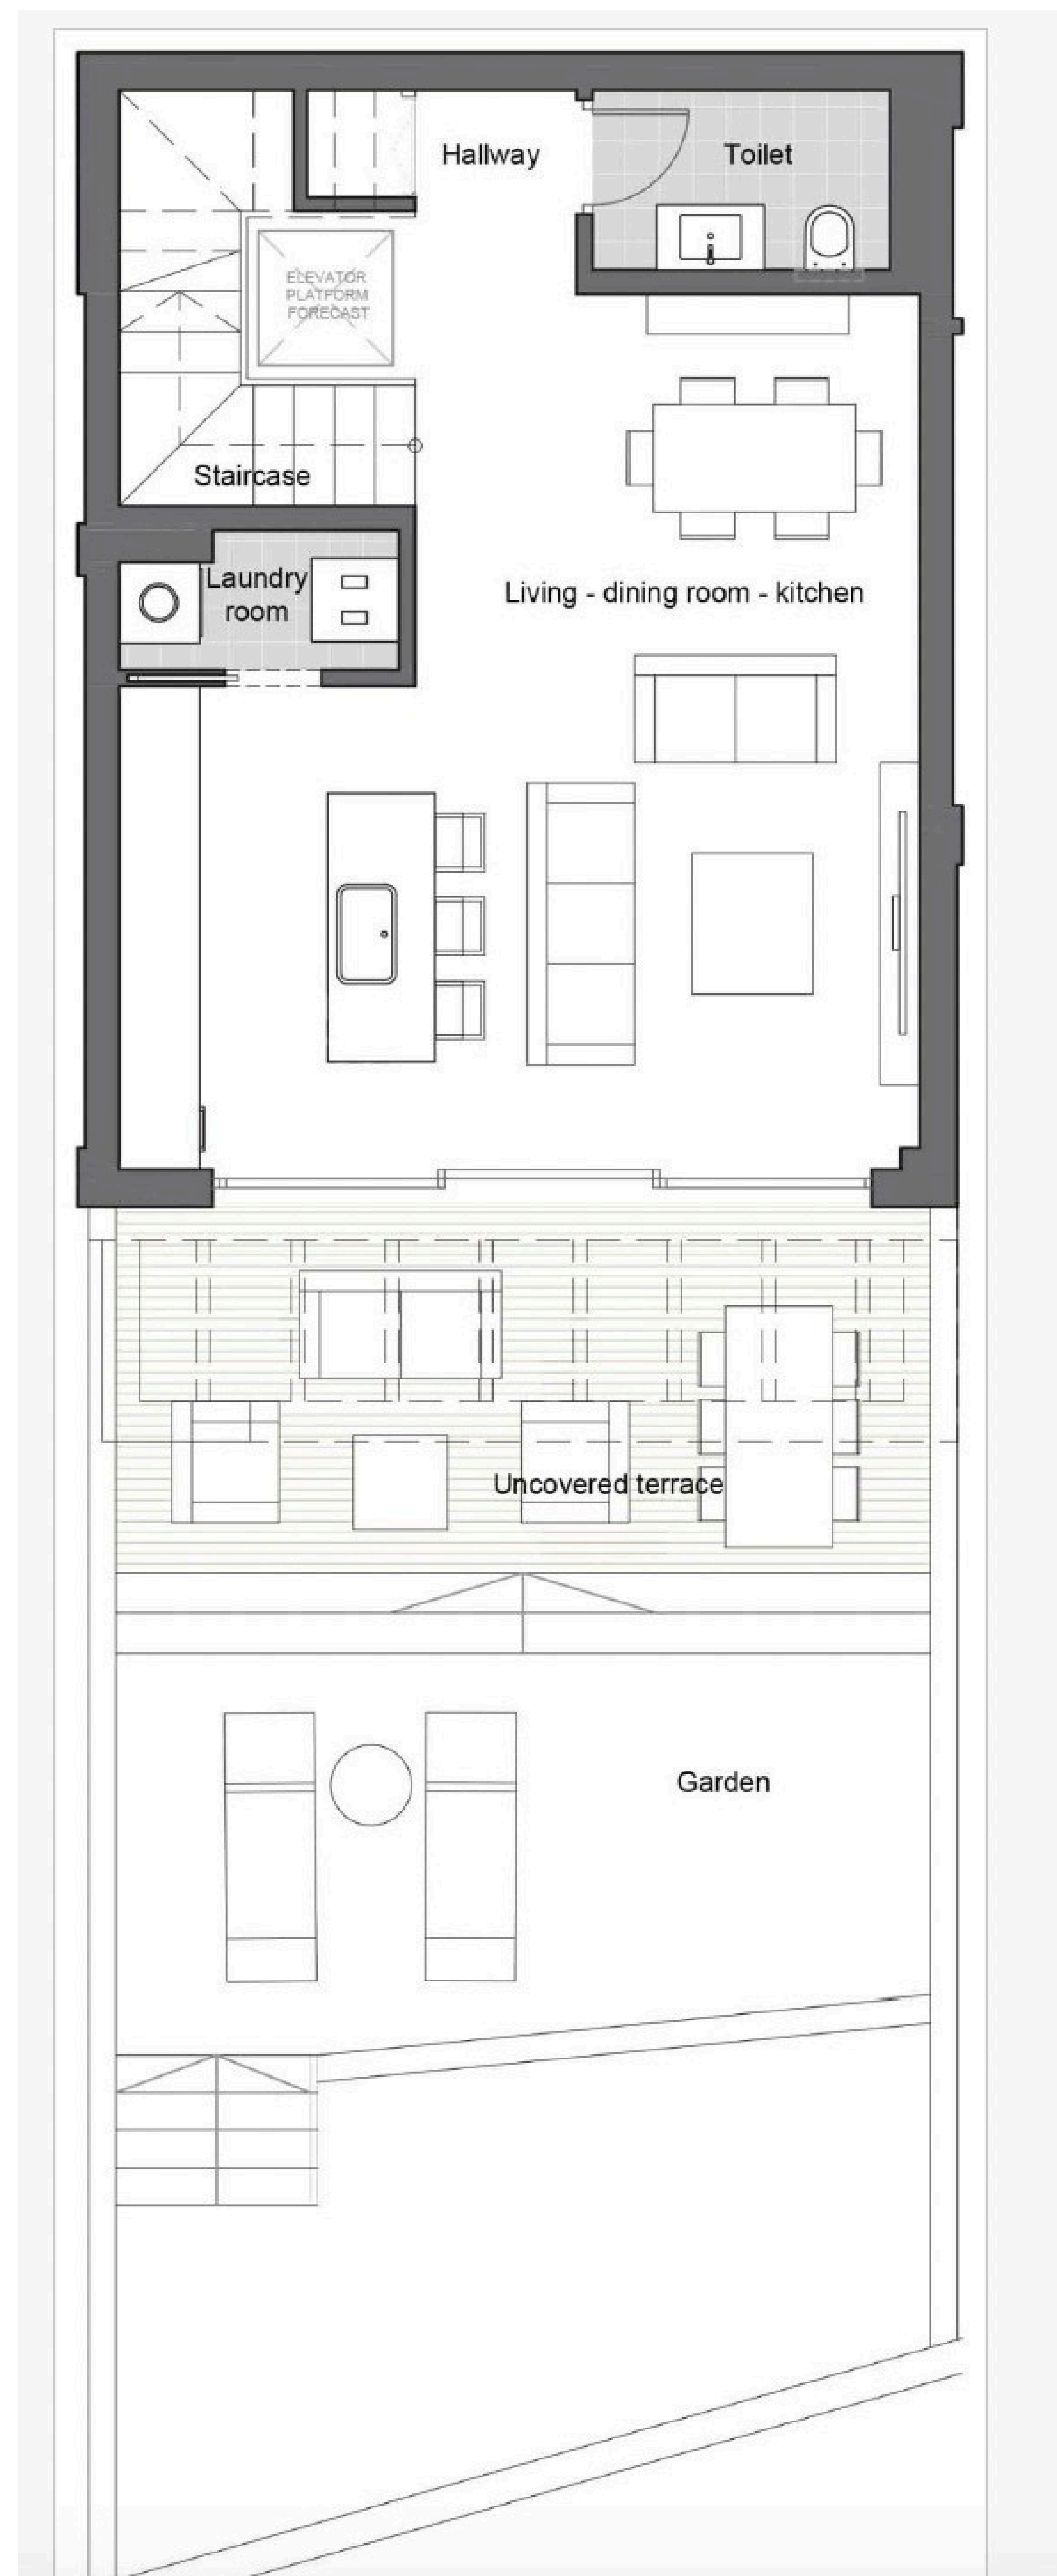 Hallway
Toilet
ELEVATOR
PLATFORM
FORECAST
Staircase
Laundry
room
Living - dining room - kitchen
Uncovered terrace
Garden